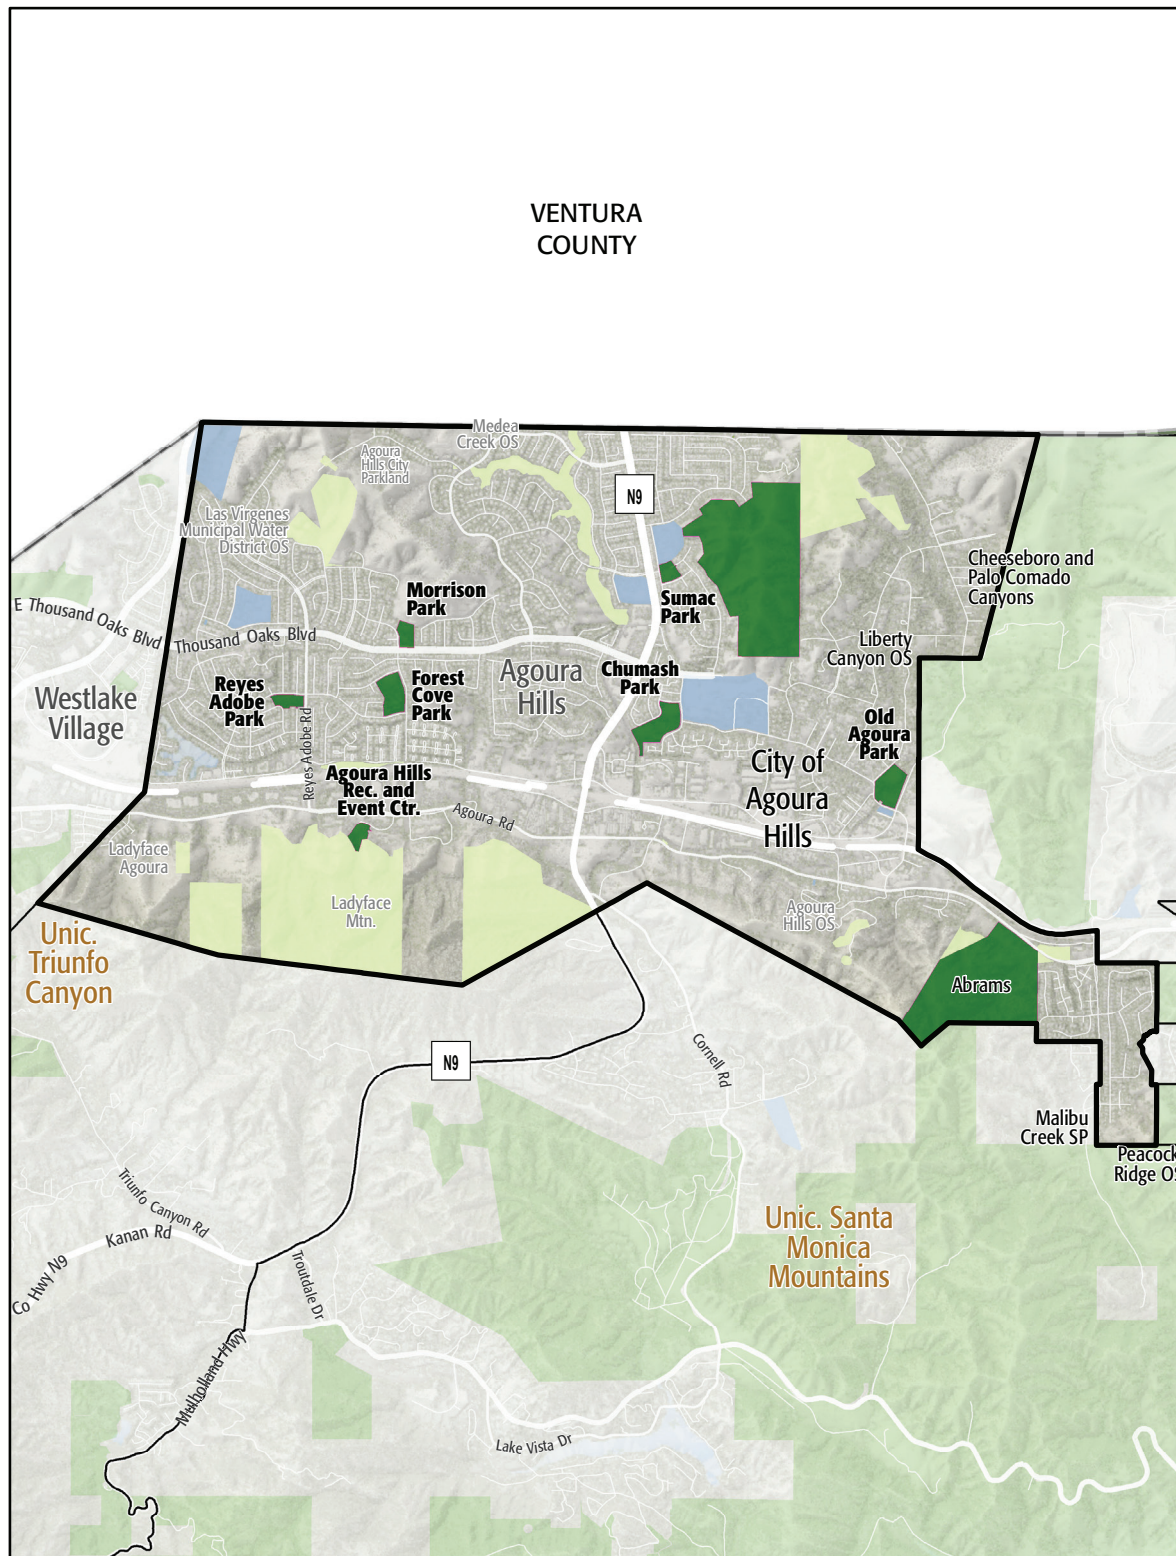 VENTURA
COUNTY
Medea
Creek OS
Agoura
Hills City
Parkland
N9
Las Virgenes
Municipal Water
District OS
Cheeseboro and
Palo Comado
Canyons
Morrison
Park
Sumac
Park
E Thousand Oaks Blvd
Thousand Oaks Blvd
Liberty
Canyon OS
Agoura
Hills
Chumash
Park
Forest
Cove
Park
Reyes
Adobe
Park
Westlake
Village
Old
Agoura
Park
Reyes Adobe Rd
City of
Agoura
Hills
Agoura Hills
Rec. and
Event Ctr.
Agoura Rd
Ladyface
Agoura
Ladyface
Mtn.
Agoura
Hills OS
Unic.
Triunfo
Canyon
Abrams
N9
Cornell Rd
Malibu
Creek SP
Peacock
Ridge OS
Triunfo Canyon Rd
Unic. Santa
Monica
Mountains
Kanan Rd
Co Hwy N9
Troutdale Dr
Mulholland Hwy
Lake Vista Dr